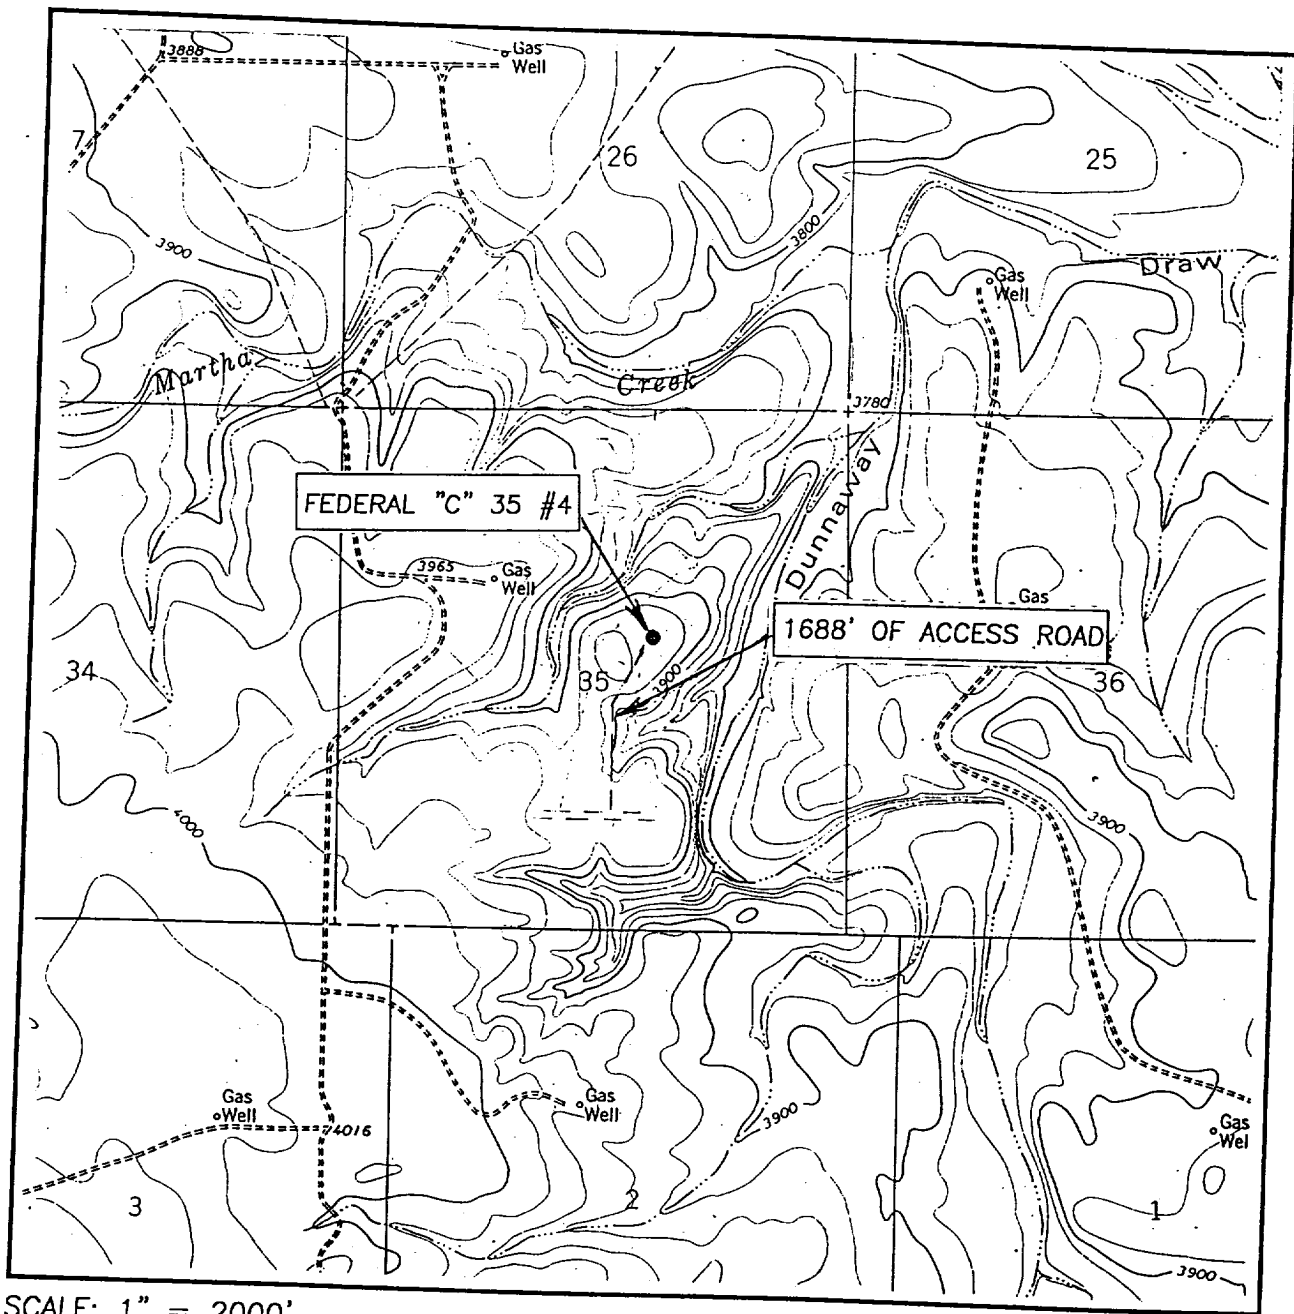 3888
Gas
Well
7
26
25
3900
3800
Draw
Gas
Well
Martha
Creek
3780
FEDERAL "C" 35 #4
Dunnaway
3965
Gas
Well
Gas
1688' OF ACCESS ROAD
34
35
3900
36
4000
3900
Gas
Well
4016
Gas
Well
3900
Gas
Wel
3
2
1
3900
SCALE: 1" = 2000'